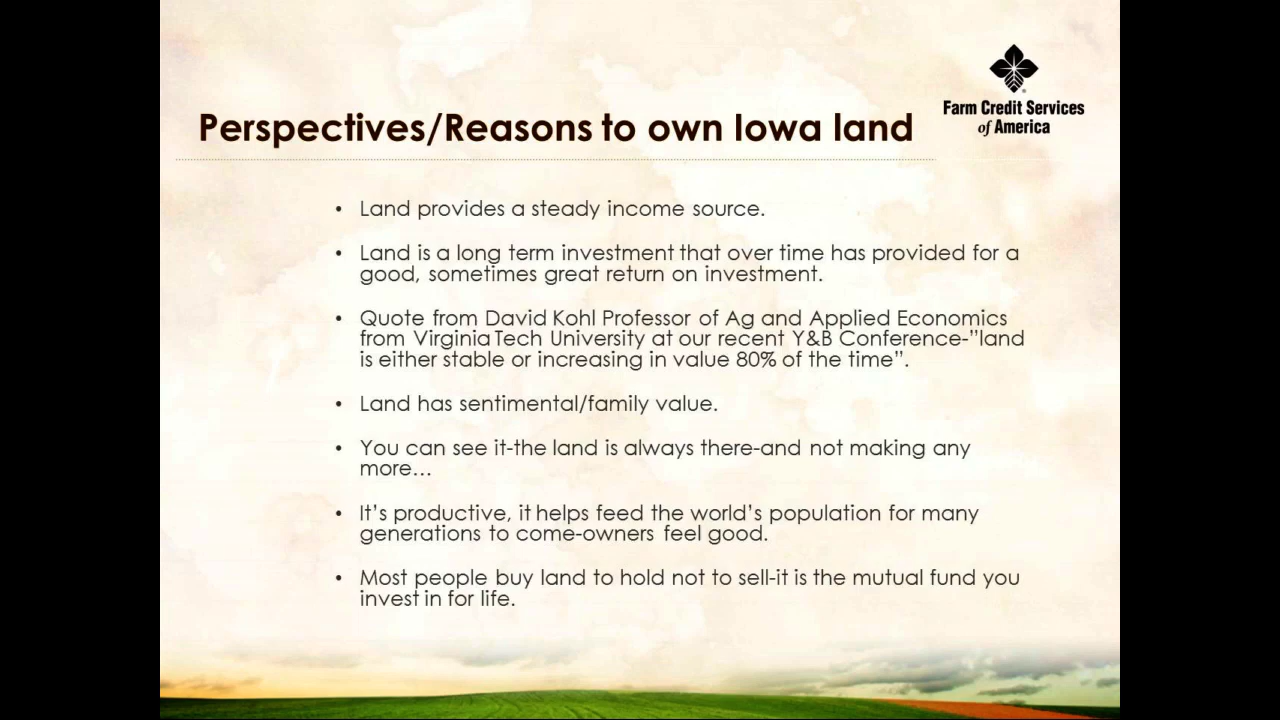 Farm Credit Services
of America
Perspectives/Reasons to own Iowa land
• Land provides a steady income source.
• Land is a long term investment that over time has provided for a
good, sometimes great return on investment.
• Quote from David Kohl Professor of Ag and Applied Economics
from Virginia Tech University at our recent Y&B Conference-”land
is either stable or increasing in value 80% of the time”.
• Land has sentimental/family value.
• You can see it-the land is always there-and not making any
more…
• It’s productive, it helps feed the world’s population for many
generations to come-owners feel good.
• Most people buy land to hold not to sell-it is the mutual fund you
invest in for life.